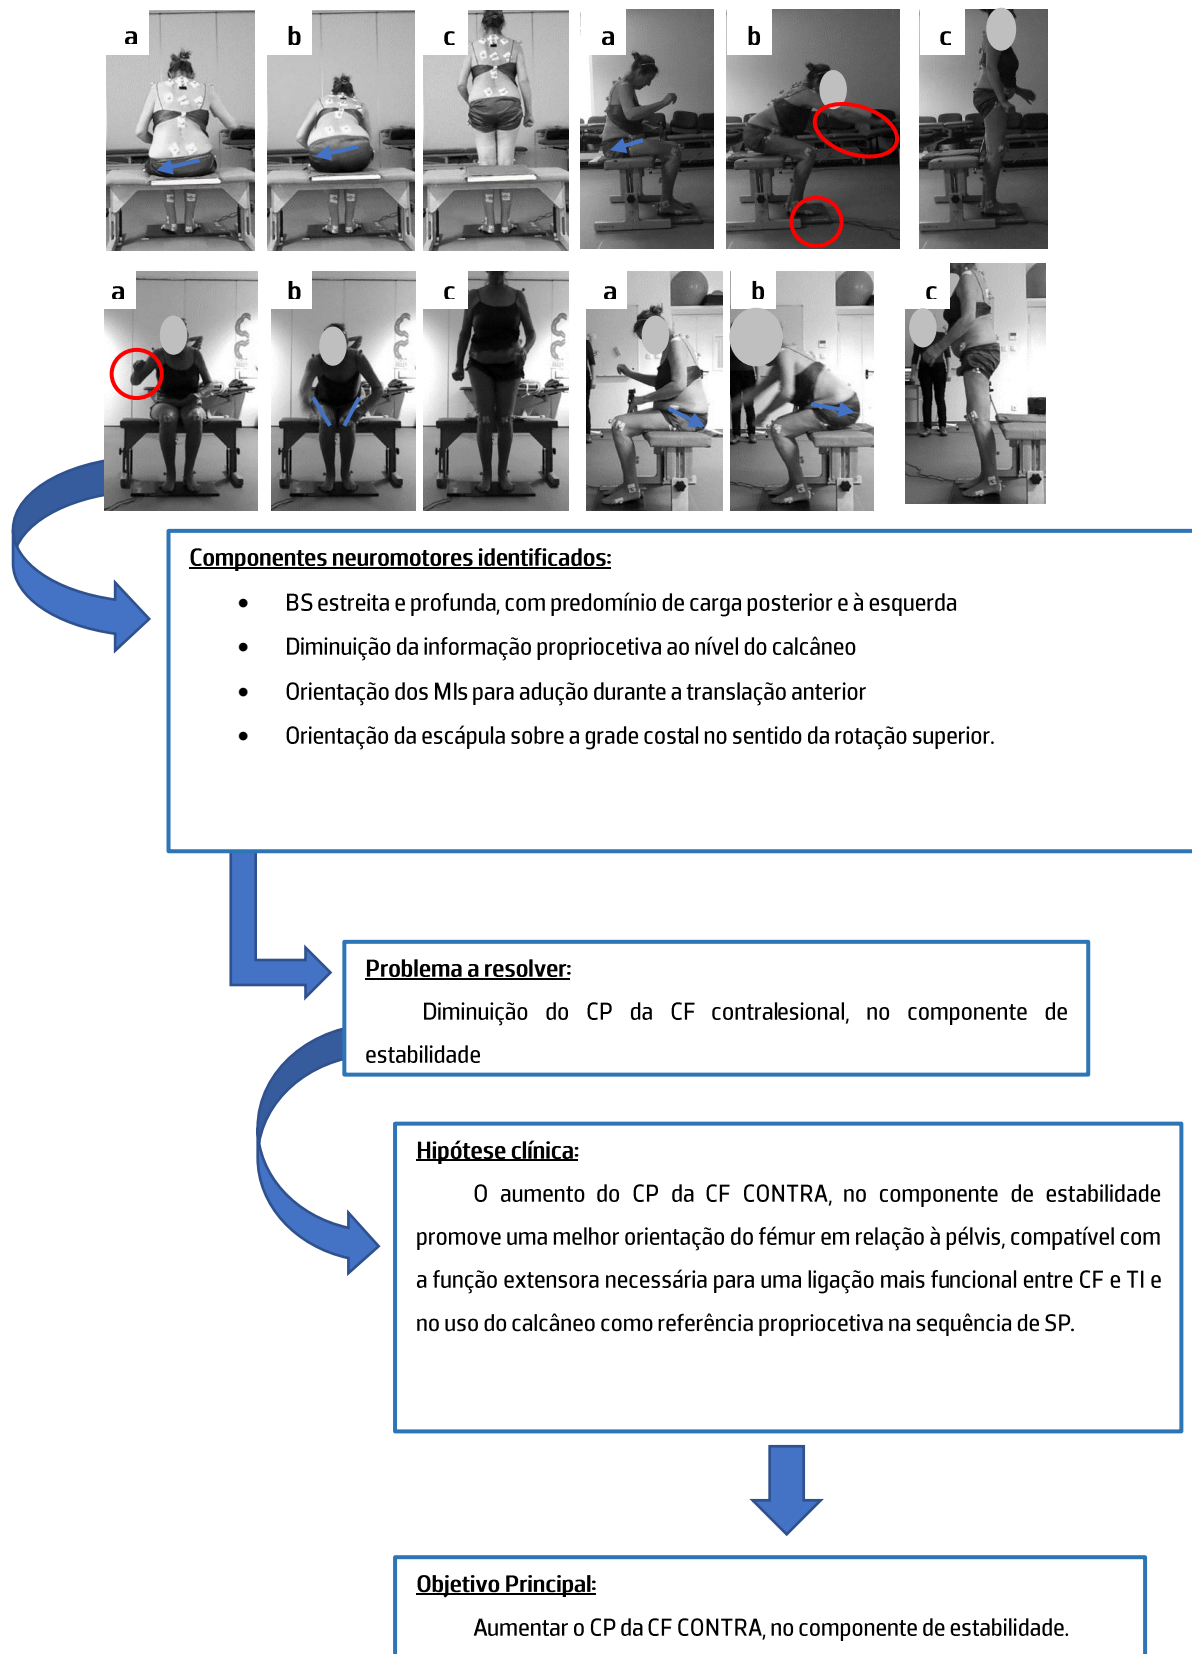 a b c a b c
a b c a b c
Componentes neuromotores identificados:
• BS estreita e profunda, com predomínio de carga posterior e à esquerda
• Diminuição da informação propriocetiva ao nível do calcâneo
• Orientação dos MIs para adução durante a translação anterior
• Orientação da escápula sobre a grade costal no sentido da rotação superior.
Problema a resolver:
Diminuição do CP da CF contralesional, no componente de
estabilidade
Hipótese clínica:
O aumento do CP da CF CONTRA, no componente de estabilidade
promove uma melhor orientação do fémur em relação à pélvis, compatível com
a função extensora necessária para uma ligação mais funcional entre CF e TI e
no uso do calcâneo como referência propriocetiva na sequência de SP.
Objetivo Principal:
Aumentar o CP da CF CONTRA, no componente de estabilidade.